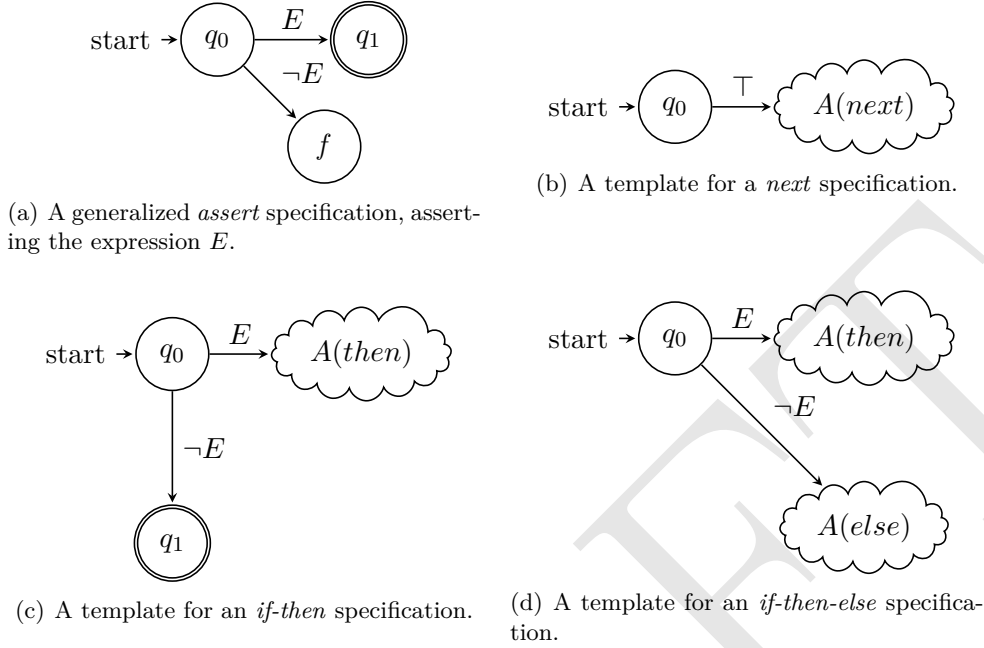 start q₀ E q₁
¬E
f
(a) A generalized assert specification, assert-
ing the expression E.
start q₀ ⊤ A(next)
(b) A template for a next specification.
start q₀ E A(then)
¬E
q₁
(c) A template for an if-then specification.
start q₀ E A(then)
¬E
A(else)
(d) A template for an if-then-else specifica-
tion.
FT